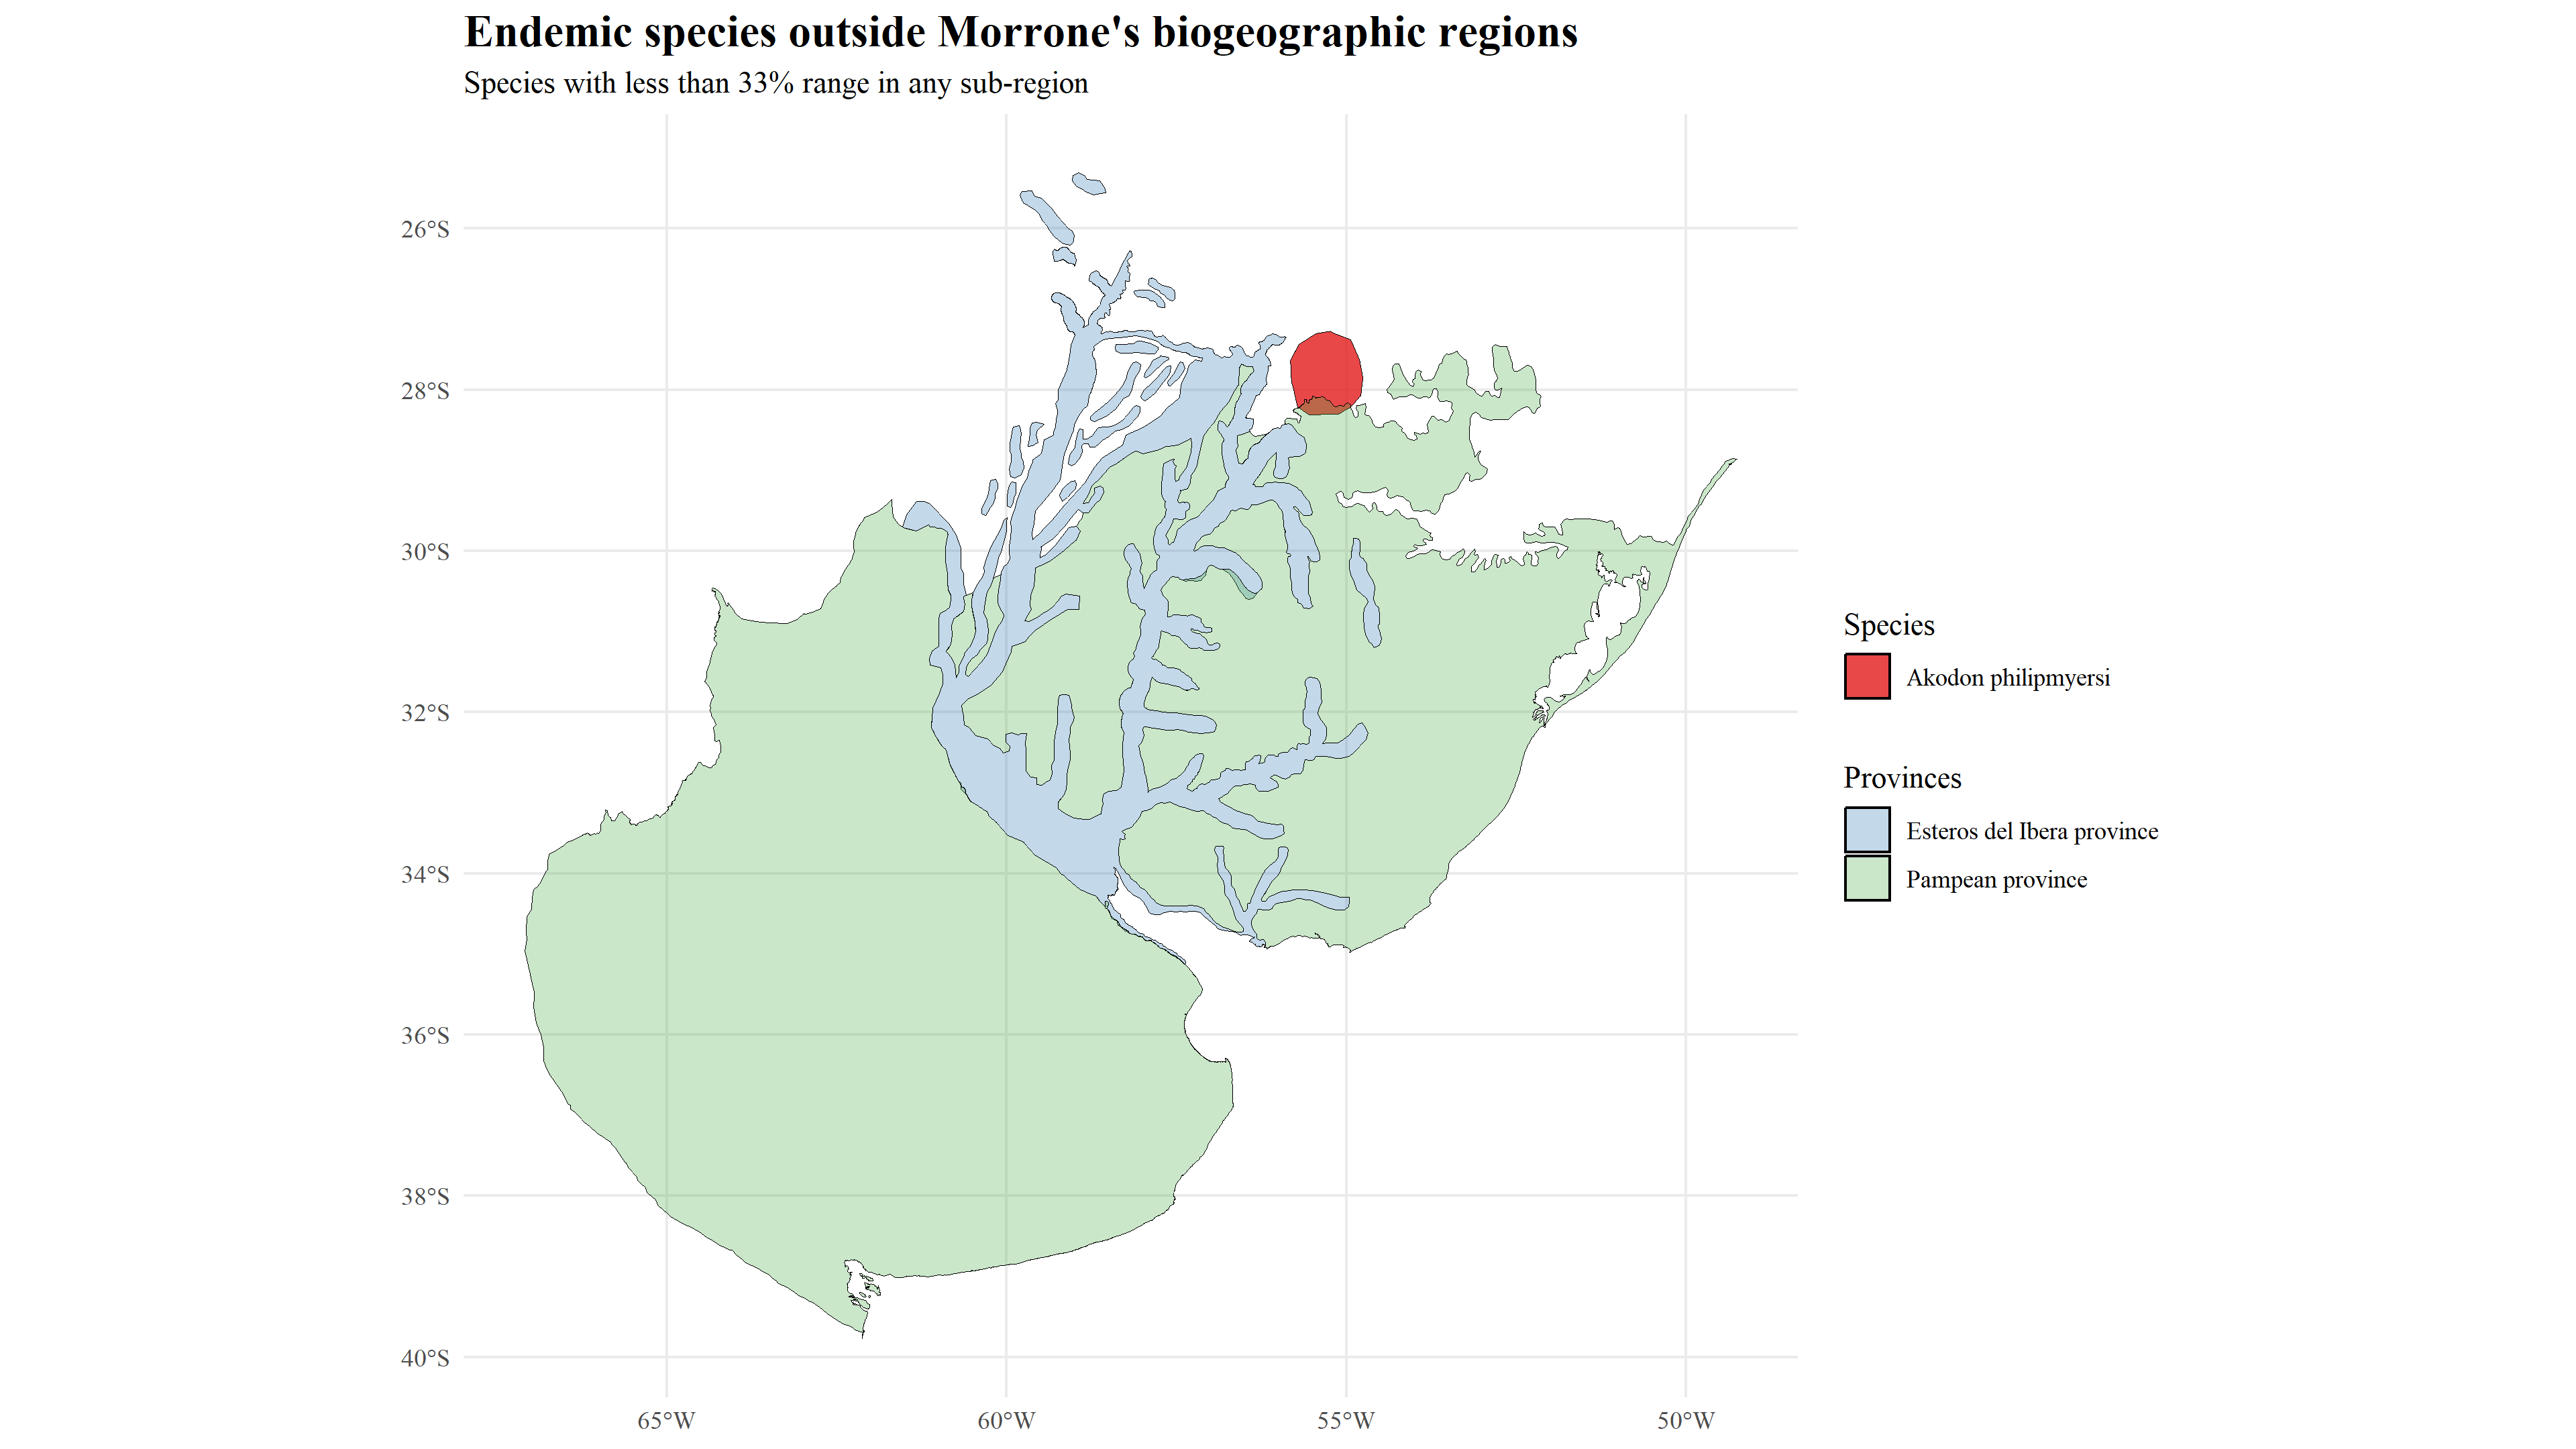 Endemic species outside Morrone's biogeographic regions
Species with less than 33% range in any sub-region
26°S
28°S
30°S
32°S
34°S
36°S
38°S
40°S
65°W
60°W
55°W
50°W
Species
Akodon philipmyersi
Provinces
Esteros del Ibera province
Pampean province